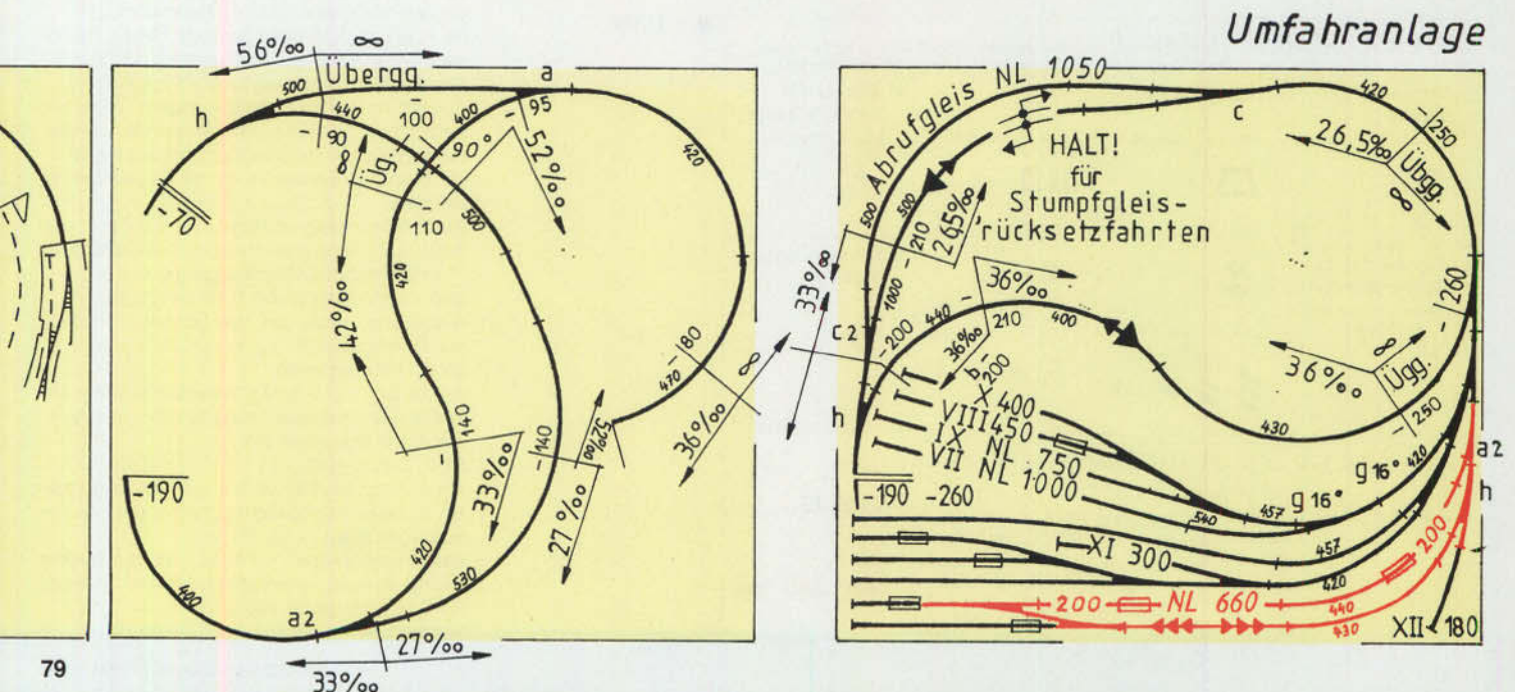 Umfahranlage
56‰
∞
Übergg.
h
500
a
440
100
400
95
90
90°
∞
Üg.
52‰
420
-70
110
500
420
42‰
-180
470
∞
36‰
-140
-140
52‰
33‰
27‰
-190
400
420
530
a2
27‰
33‰
79
Abrufgleis NL 1050
420
c
-250
26,5‰
Übgg.
∞
HALT!
für
Stumpfgleis-
rücksetzfahrten
500
500
-210
26,5‰
33‰
∞
1000
c2
-200
440
36‰
210
400
-260
36‰
b
-200
36‰
∞
Ügg.
-250
h
X 400
VIII 450
IX NL 750
VII NL 1000
430
420
g 16°
g 16°
a2
h
-190 -260
540
457
457
XI 300
420
200
200 NL 660
440
430
XII 180